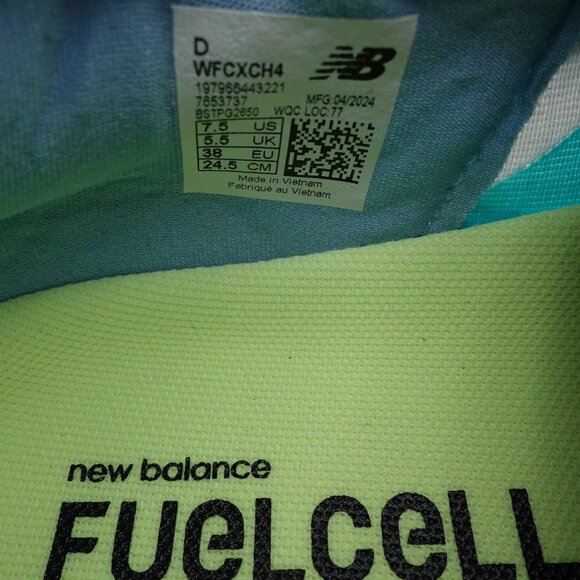 D
WFCXCH4
NB
197966443221
7853737 MFG:04/2024
BSTPG2850 WQC LOC:77
7.5 US
5.5 UK
38 EU
24.5 CM
Made in Vietnam
Fabriqué au Vietnam
new balance
FUELCELL